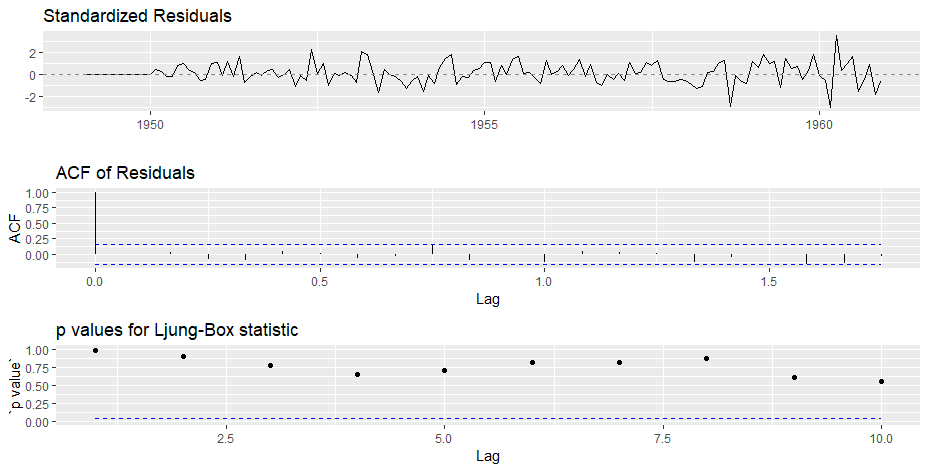 Standardized Residuals
2
0
-2
1950 1955 1960
ACF of Residuals
ACF
1.00
0.75
0.50
0.25
0.00
0.0 0.5 1.0 1.5
Lag
p values for Ljung-Box statistic
`p value`
1.00
0.75
0.50
0.25
0.00
2.5 5.0 7.5 10.0
Lag